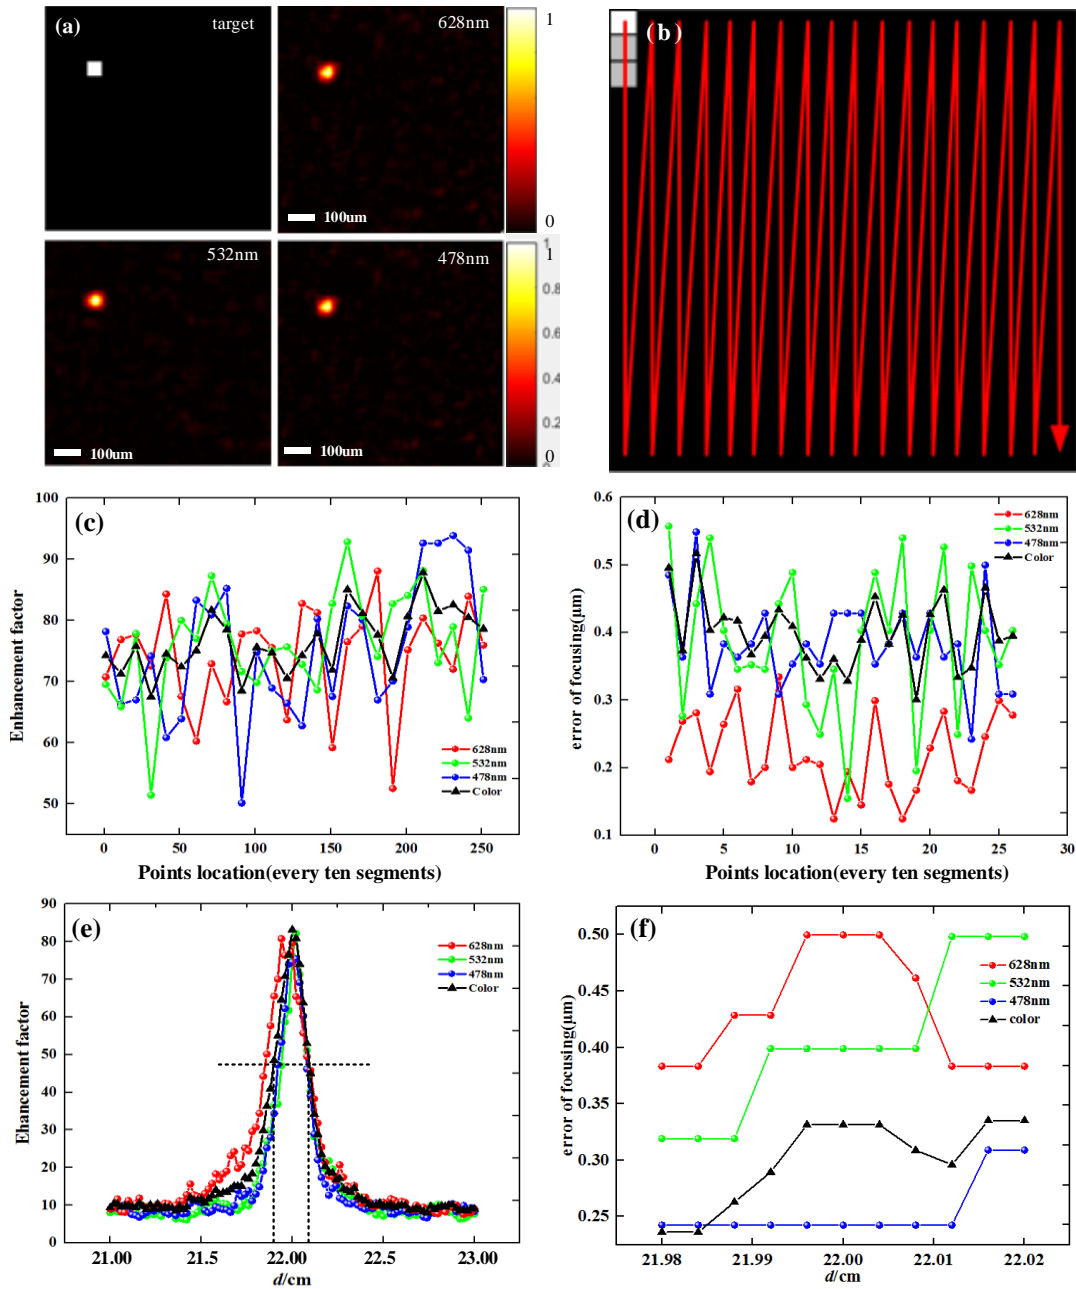 (a)
target
628nm
1
0
100um
532nm
478nm
1
1
0.8
0.6
0.4
0.2
0
100um
100um
(b)
(c)
100
90
80
70
60
50
Enhancement factor
628nm
532nm
478nm
Color
0
50
100
150
200
250
Points location(every ten segments)
(d)
0.6
0.5
0.4
0.3
0.2
0.1
error of focusing(μm)
628nm
532nm
478nm
Color
0
5
10
15
20
25
30
Points location(every ten segments)
(e)
90
80
70
60
50
40
30
20
10
0
Ehancement factor
628nm
532nm
478nm
Color
21.00
21.5
22.00
22.5
23.00
d/cm
(f)
0.50
0.45
0.40
0.35
0.30
0.25
error of focusing(μm)
628nm
532nm
478nm
color
21.98
21.99
22.00
22.01
22.02
d/cm